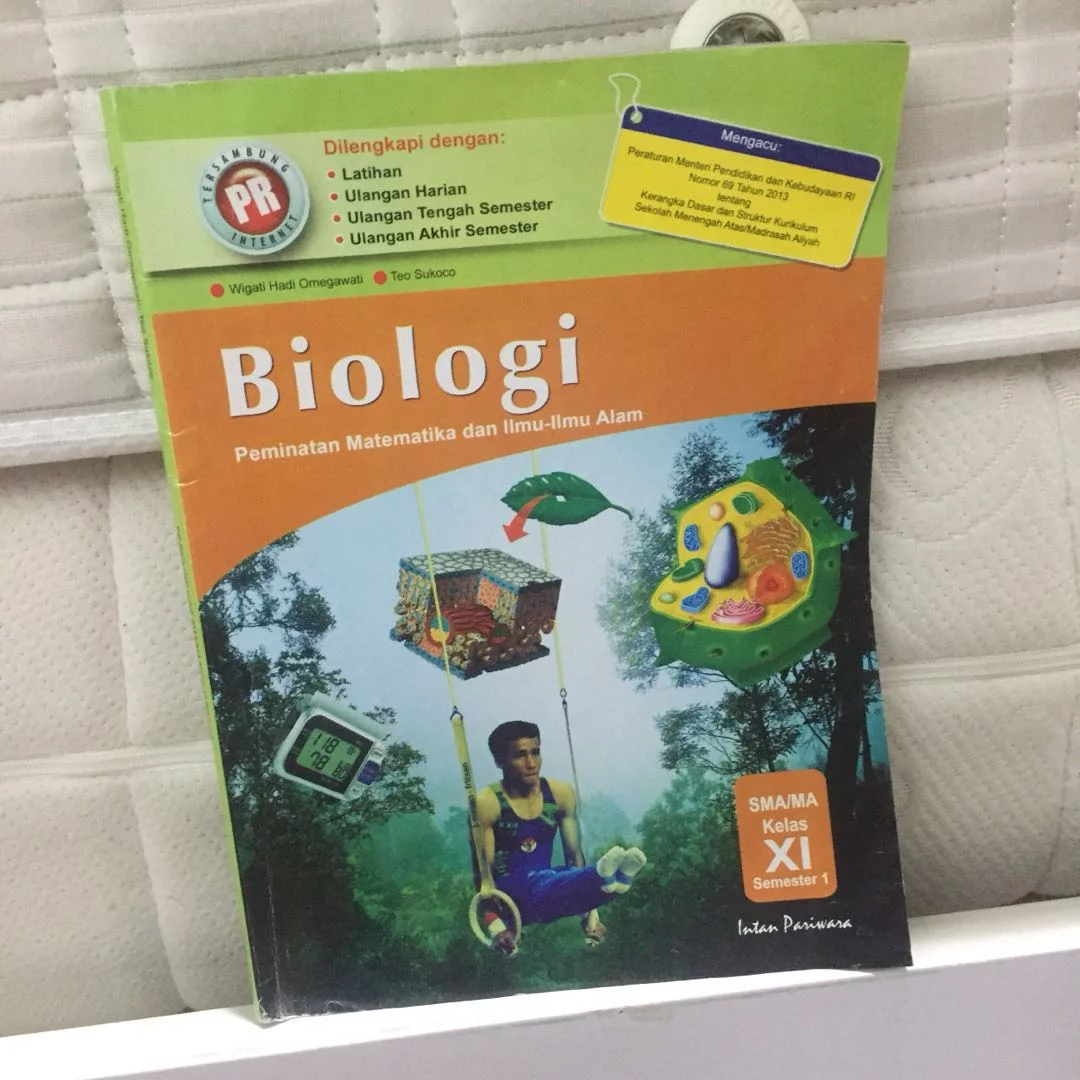 TERSAMBUNG
PR
INTERNET
Dilengkapi dengan:
• Latihan
• Ulangan Harian
• Ulangan Tengah Semester
• Ulangan Akhir Semester
Mengacu:
Peraturan Menteri Pendidikan dan Kebudayaan RI
Nomor 69 Tahun 2013
tentang
Kerangka Dasar dan Struktur Kurikulum
Sekolah Menengah Atas/Madrasah Aliyah
Wigati Hadi Omegawati
Teo Sukoco
Biologi
Peminatan Matematika dan Ilmu-Ilmu Alam
118
78
80
SMA/MA
Kelas
XI
Semester 1
Intan Pariwara